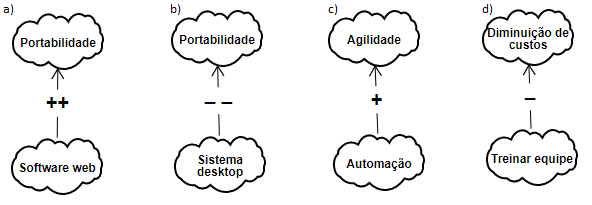 a)
Portabilidade
++
Software web
b)
Portabilidade
– –
Sistema
desktop
c)
Agilidade
+
Automação
d)
Diminuição de
custos
–
Treinar equipe